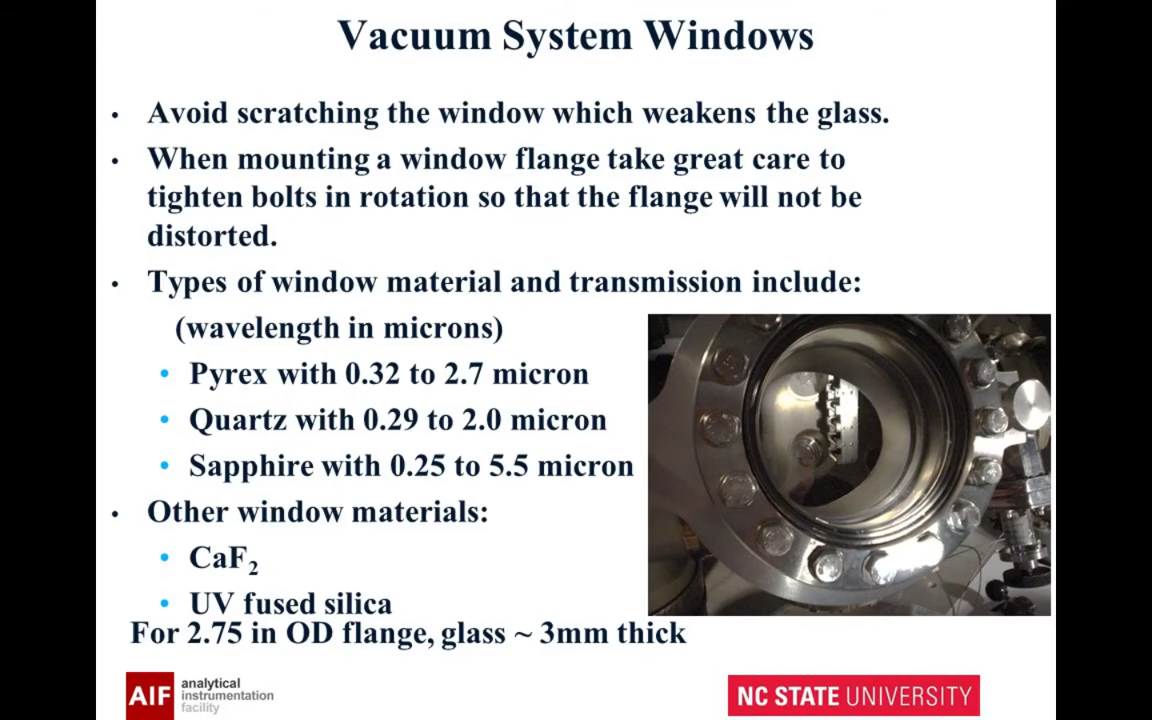 Vacuum System Windows
• Avoid scratching the window which weakens the glass.
• When mounting a window flange take great care to
tighten bolts in rotation so that the flange will not be
distorted.
• Types of window material and transmission include:
(wavelength in microns)
• Pyrex with 0.32 to 2.7 micron
• Quartz with 0.29 to 2.0 micron
• Sapphire with 0.25 to 5.5 micron
• Other window materials:
• CaF₂
• UV fused silica
For 2.75 in OD flange, glass ~ 3mm thick
AIF analytical
instrumentation
facility
NC STATE UNIVERSITY